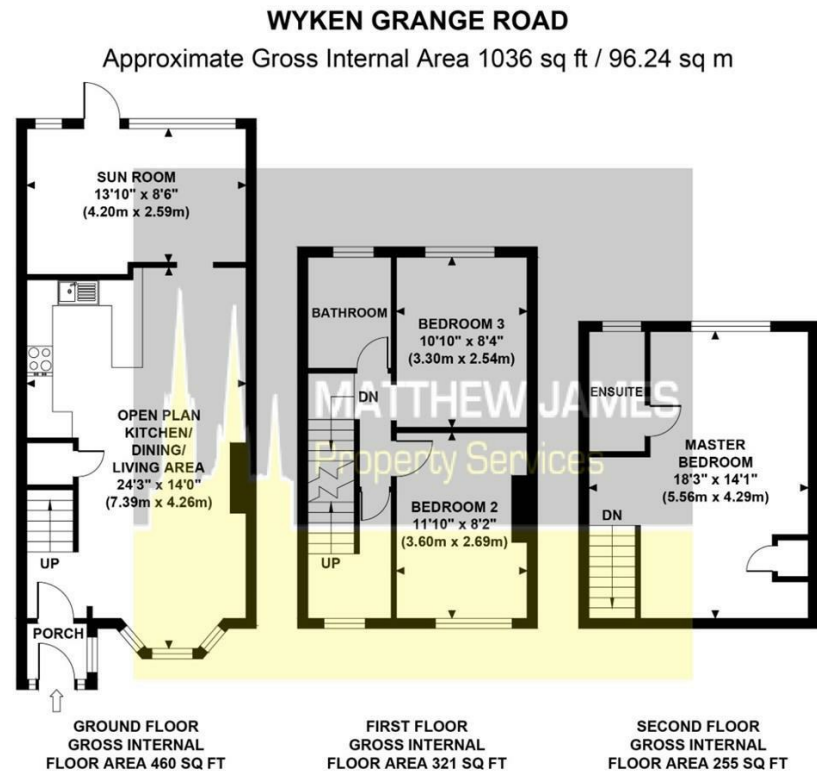 WYKEN GRANGE ROAD
Approximate Gross Internal Area 1036 sq ft / 96.24 sq m
SUN ROOM
13'10" x 8'6"
(4.20m x 2.59m)
OPEN PLAN
KITCHEN/
DINING/
LIVING AREA
24'3" x 14'0"
(7.39m x 4.26m)
UP
PORCH
GROUND FLOOR
GROSS INTERNAL
FLOOR AREA 460 SQ FT
BATHROOM
BEDROOM 3
10'10" x 8'4"
(3.30m x 2.54m)
DN
MATTHEW JAMES
Property Services
BEDROOM 2
11'10" x 8'2"
(3.60m x 2.69m)
UP
FIRST FLOOR
GROSS INTERNAL
FLOOR AREA 321 SQ FT
ENSUITE
MASTER
BEDROOM
18'3" x 14'1"
(5.56m x 4.29m)
DN
SECOND FLOOR
GROSS INTERNAL
FLOOR AREA 255 SQ FT